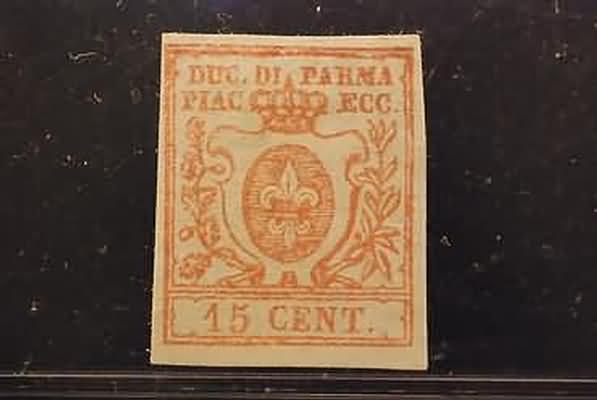 DUC. DI PARMA
PIAC ECC.
15 CENT.